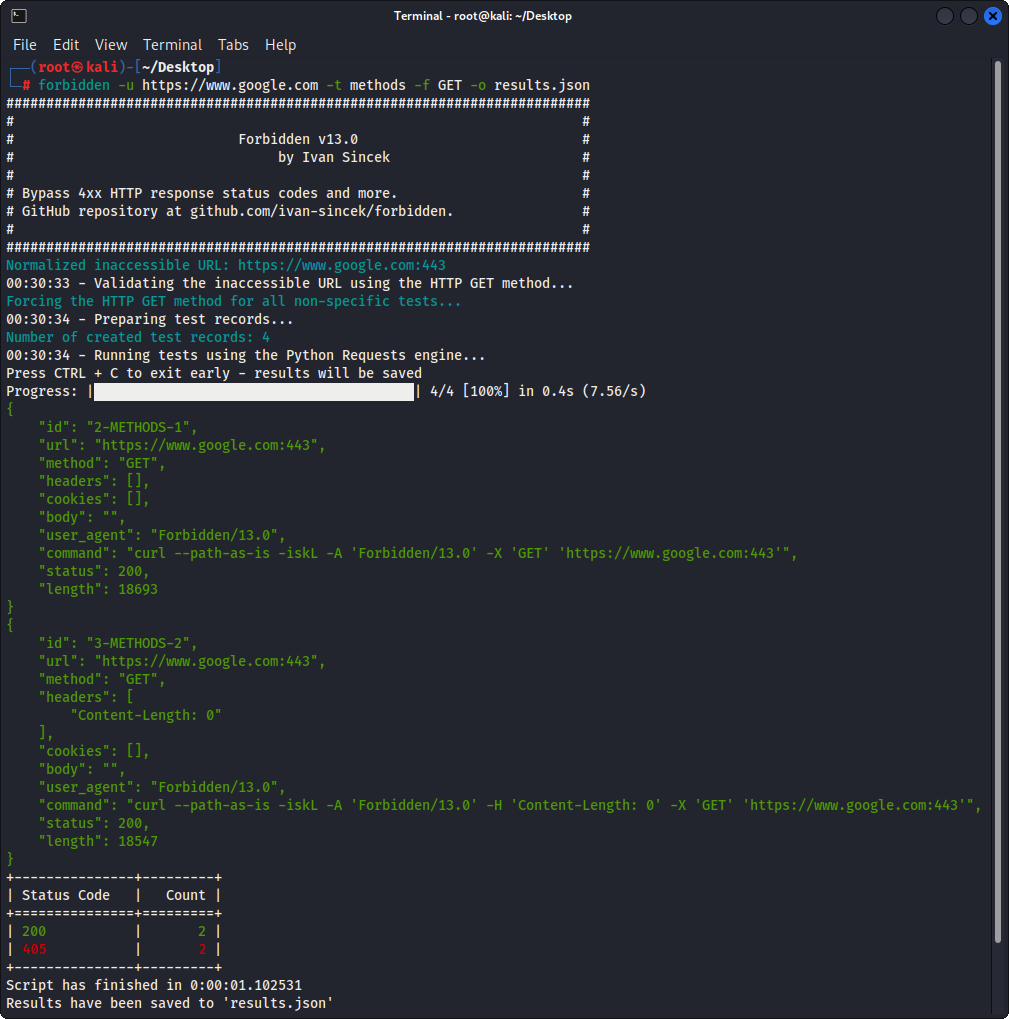 Terminal - root@kali: ~/Desktop
File Edit View Terminal Tabs Help
┌──(root㉿kali)-[~/Desktop]
└─# forbidden -u https://www.google.com -t methods -f GET -o results.json
#########################################################################
#                                                                       #
#                            Forbidden v13.0                            #
#                                 by Ivan Sincek                        #
#                                                                       #
# Bypass 4xx HTTP response status codes and more.                       #
# GitHub repository at github.com/ivan-sincek/forbidden.                #
#                                                                       #
#########################################################################
Normalized inaccessible URL: https://www.google.com:443
00:30:33 - Validating the inaccessible URL using the HTTP GET method...
Forcing the HTTP GET method for all non-specific tests...
00:30:34 - Preparing test records...
Number of created test records: 4
00:30:34 - Running tests using the Python Requests engine...
Press CTRL + C to exit early - results will be saved
Progress: |████████████████████████████████████████| 4/4 [100%] in 0.4s (7.56/s)
{
    "id": "2-METHODS-1",
    "url": "https://www.google.com:443",
    "method": "GET",
    "headers": [],
    "cookies": [],
    "body": "",
    "user_agent": "Forbidden/13.0",
    "command": "curl --path-as-is -iskL -A 'Forbidden/13.0' -X 'GET' 'https://www.google.com:443'",
    "status": 200,
    "length": 18693
}
{
    "id": "3-METHODS-2",
    "url": "https://www.google.com:443",
    "method": "GET",
    "headers": [
        "Content-Length: 0"
    ],
    "cookies": [],
    "body": "",
    "user_agent": "Forbidden/13.0",
    "command": "curl --path-as-is -iskL -A 'Forbidden/13.0' -H 'Content-Length: 0' -X 'GET' 'https://www.google.com:443'",
    "status": 200,
    "length": 18547
}
+---------------+---------+
| Status Code   |   Count |
+===============+=========+
| 200           |       2 |
| 405           |       2 |
+---------------+---------+
Script has finished in 0:00:01.102531
Results have been saved to 'results.json'